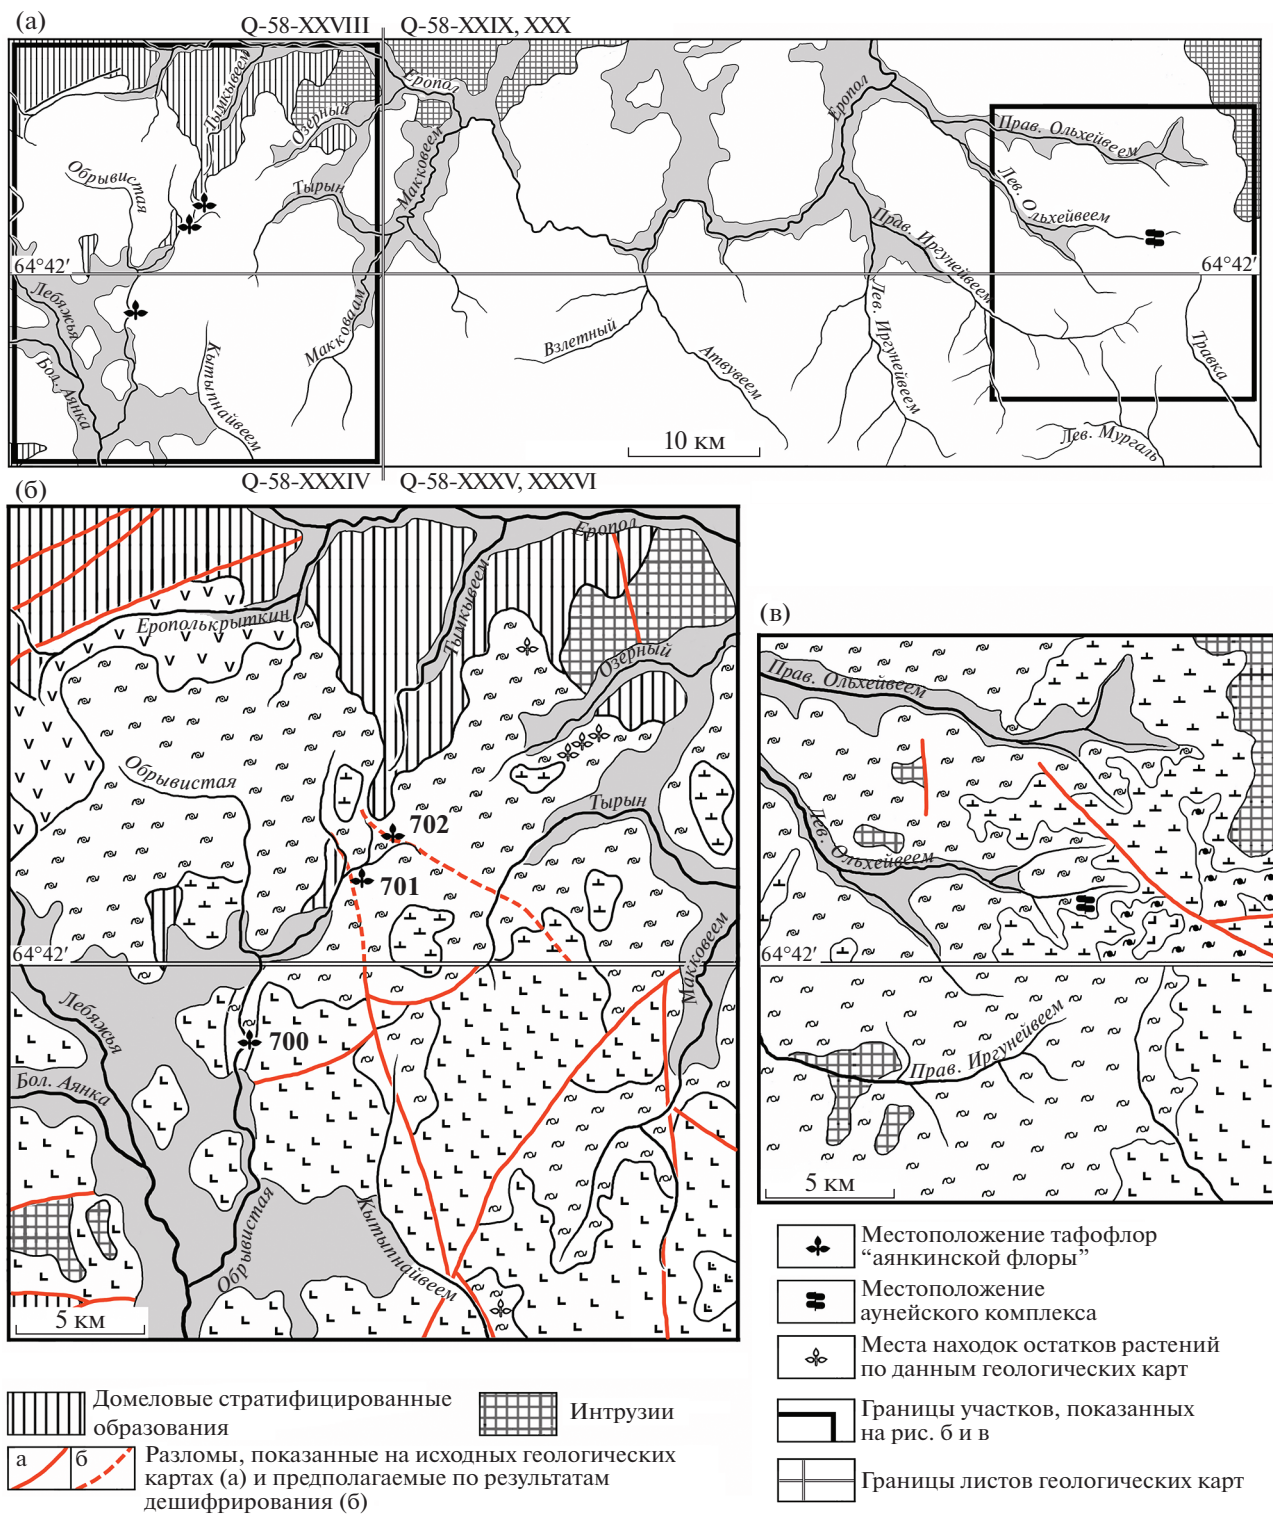 (а)
Q-58-XXVIII
Q-58-XXIX, XXX
Еропол
Тымкывеем
Озерный
Обрывистая
Тырын
Макковеем
Еропол
Прав. Ольхейвеем
Лев. Ольхейвеем
Прав. Иргунейвеем
64°42′
64°42′
Лебяжья
Бол. Аянка
Кытыпнайвеем
Макковаам
Взлетный
Атвувеем
Лев. Иргунейвеем
Травка
Лев. Мургаль
10 км
Q-58-XXXIV
Q-58-XXXV, XXXVI
(б)
Еропол
Тымкывеем
Ерополькрыткин
Озерный
Обрывистая
Тырын
702
701
64°42′
Макковеем
Лебяжья
700
Бол. Аянка
Обрывистая
Кытыпнайвеем
5 км
(в)
Прав. Ольхейвеем
Лев. Ольхейвеем
64°42′
Прав. Иргунейвеем
5 км
Местоположение тафофлор
“аянкинской флоры”
Местоположение
аунейского комплекса
Места находок остатков растений
по данным геологических карт
Границы участков, показанных
на рис. б и в
Границы листов геологических карт
Домеловые стратифицированные
образования
Интрузии
а
б
Разломы, показанные на исходных геологических
картах (а) и предполагаемые по результатам
дешифрирования (б)